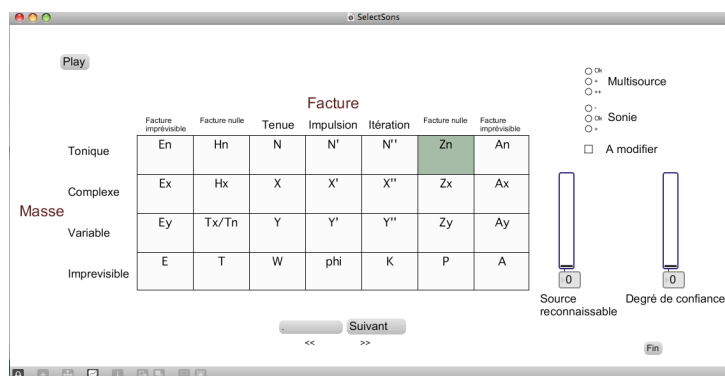 SelectSons
Play
Ok
+
++
Multisource
-
Ok
+
Sonie
A modifier
Facture
Facture imprévisible
Facture nulle
Tenue
Impulsion
Itération
Facture nulle
Facture imprévisible
Masse
Tonique En Hn N N' N'' Zn An
Complexe Ex Hx X X' X'' Zx Ax
Variable Ey Tx/Tn Y Y' Y'' Zy Ay
Imprevisible E T W phi K P A
0
0
Source
reconnaissable
Degré de confiance
. Suivant
<< >>
Fin